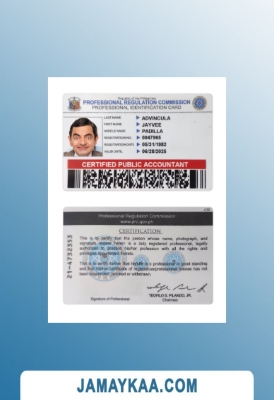 Republic of the Philippines
PROFESSIONAL REGULATION COMMISSION
PROFESSIONAL IDENTIFICATION CARD
LAST NAME ADVINCULA
FIRST NAME JAYVEE
MIDDLE NAME PADILLA
REGISTRATION NO. 0047985
REGISTRATION DATE 05/31/1982
VALID UNTIL 06/28/2025
CERTIFIED PUBLIC ACCOUNTANT
Professional Regulation Commission
www.prc.gov.ph
CERTIFICATION
This is to certify that the person whose name, photograph, and
signature appear herein is a duly registered professional, legally
authorized to practice his/her profession with all the rights and
privileges appurtenant thereto.
This is to certify further that he/she is a professional in good standing
and that his/her certificate of registration/professional license has not
been suspended, revoked or withdrawn.
Signature of Professional
TEOFILO S. PILANDO, JR.
Chairman
JAMAYKAA.COM